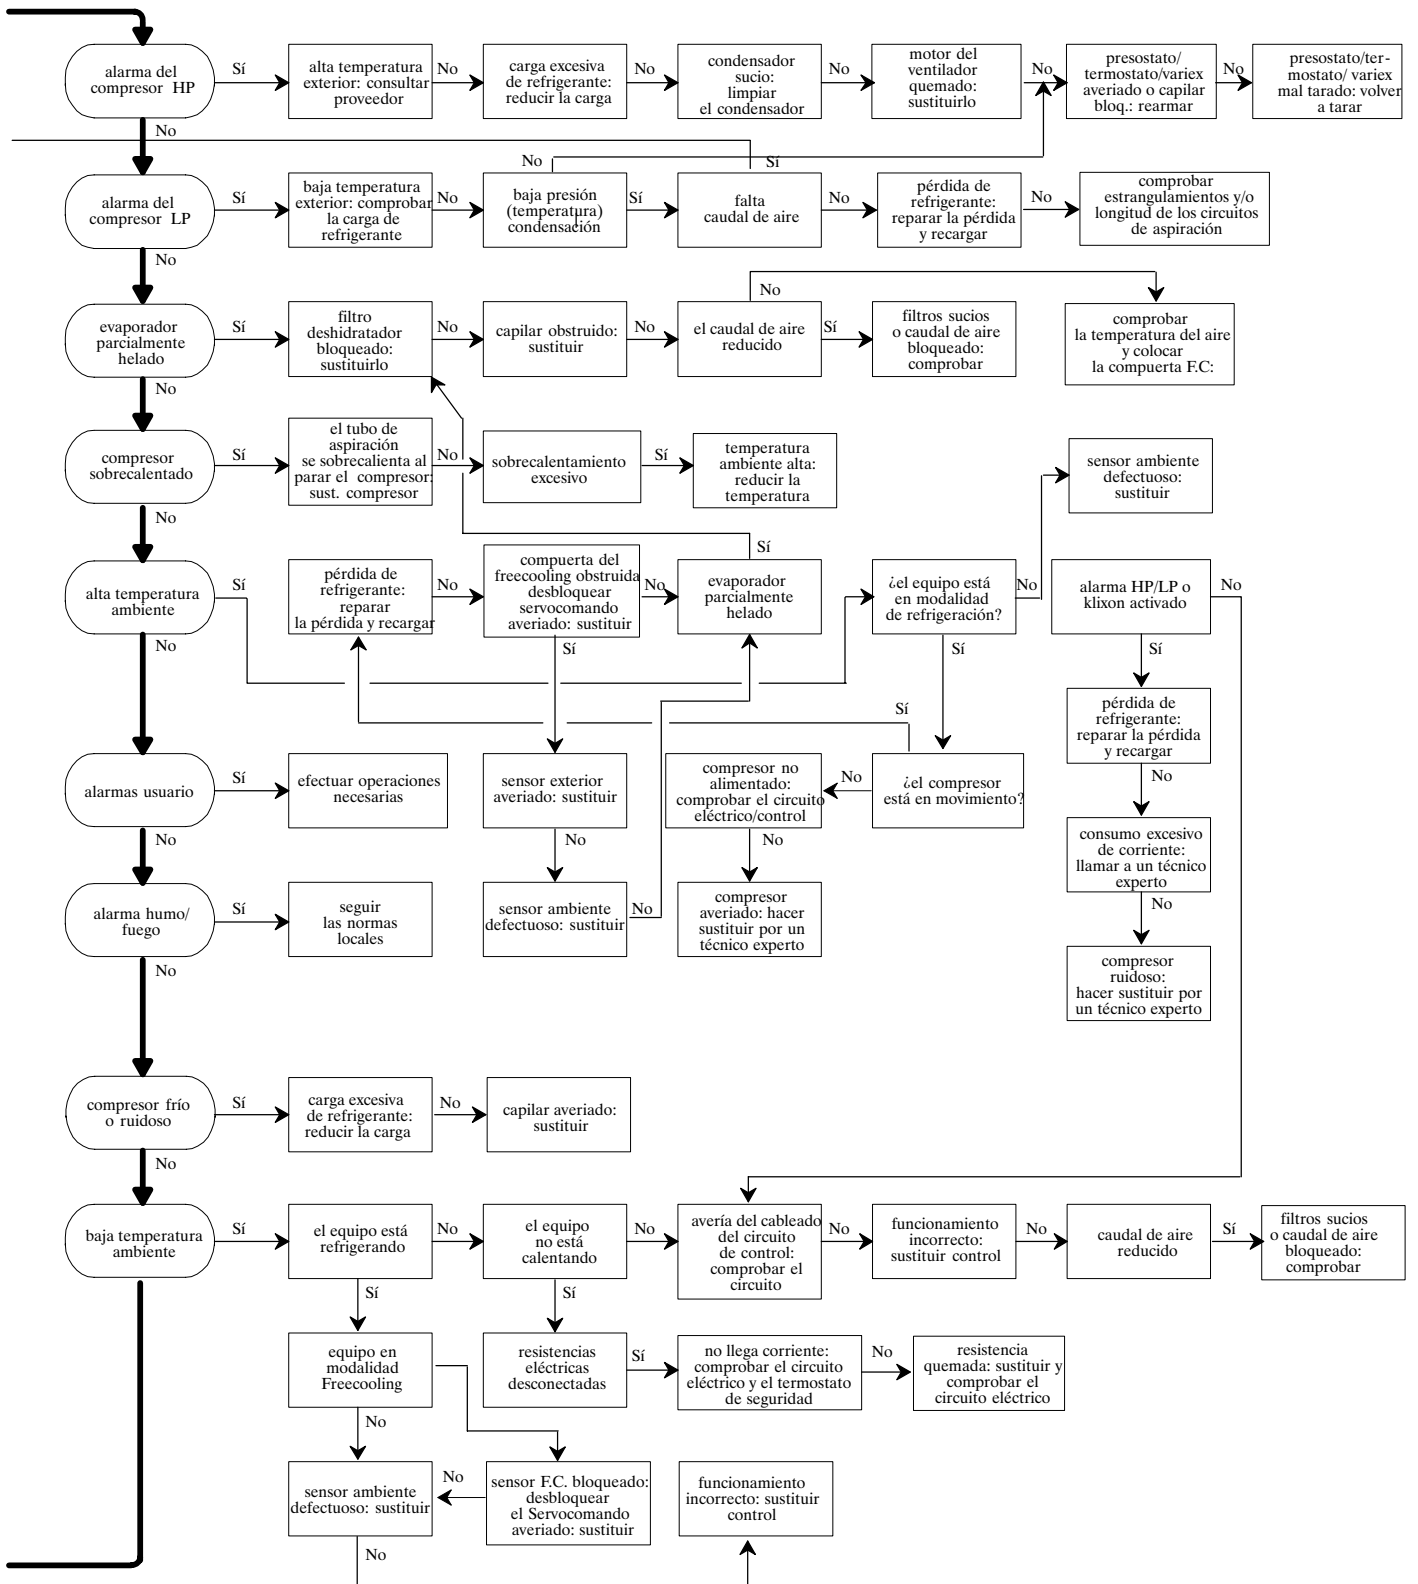 alarma del
compresor HP
Sí
alta temperatura
exterior: consultar
proveedor
No
carga excesiva
de refrigerante:
reducir la carga
No
condensador
sucio:
limpiar
el condensador
No
motor del
ventilador
quemado:
sustituirlo
No
presostato/
termostato/variex
averiado o capilar
bloq.: rearmar
No
presostato/ter-
mostato/ variex
mal tarado: volver
a tarar
No
alarma del
compresor LP
Sí
baja temperatura
exterior: comprobar
la carga de
refrigerante
No
baja presión
(temperatura)
condensación
No
Sí
falta
caudal de aire
Sí
No
pérdida de
refrigerante:
reparar la pérdida
y recargar
No
comprobar
estrangulamientos y/o
longitud de los circuitos
de aspiración
No
evaporador
parcialmente
helado
Sí
filtro
deshidratador
bloqueado:
sustituirlo
No
capilar obstruido:
sustituir
No
el caudal de aire
reducido
No
Sí
filtros sucios
o caudal de aire
bloqueado:
comprobar
comprobar
la temperatura del aire
y colocar
la compuerta F.C:
No
compresor
sobrecalentado
Sí
el tubo de
aspiración
se sobrecalienta al
parar el compresor:
sust. compresor
No
sobrecalentamiento
excesivo
Sí
temperatura
ambiente alta:
reducir la
temperatura
sensor ambiente
defectuoso:
sustituir
No
alta temperatura
ambiente
Sí
pérdida de
refrigerante:
reparar
la pérdida y recargar
No
compuerta del
freecooling obstruida
desbloquear
servocomando
averiado: sustituir
No
Sí
evaporador
parcialmente
helado
Sí
¿el equipo está
en modalidad
de refrigeración?
No
Sí
alarma HP/LP o
klixon activado
No
Sí
pérdida de
refrigerante:
reparar la pérdida
y recargar
No
consumo excesivo
de corriente:
llamar a un técnico
experto
No
compresor
ruidoso:
hacer sustituir por
un técnico experto
No
alarmas usuario
Sí
efectuar operaciones
necesarias
sensor exterior
averiado: sustituir
No
compresor no
alimentado:
comprobar el circuito
eléctrico/control
No
No
Sí
¿el compresor
está en movimiento?
No
alarma humo/
fuego
Sí
seguir
las normas
locales
sensor ambiente
defectuoso: sustituir
No
compresor
averiado: hacer
sustituir por un
técnico experto
No
compresor frío
o ruidoso
Sí
carga excesiva
de refrigerante:
reducir la carga
No
capilar averiado:
sustituir
No
baja temperatura
ambiente
Sí
el equipo está
refrigerando
No
el equipo
no está
calentando
No
avería del cableado
del circuito
de control:
comprobar el
circuito
No
funcionamiento
incorrecto:
sustituir control
No
caudal de aire
reducido
Sí
filtros sucios
o caudal de aire
bloqueado:
comprobar
Sí
Sí
equipo en
modalidad
Freecooling
resistencias
eléctricas
desconectadas
Sí
no llega corriente:
comprobar el circuito
eléctrico y el termostato
de seguridad
No
resistencia
quemada: sustituir y
comprobar el
circuito eléctrico
No
sensor ambiente
defectuoso: sustituir
No
sensor F.C. bloqueado:
desbloquear
el Servocomando
averiado: sustituir
funcionamiento
incorrecto: sustituir
control
No